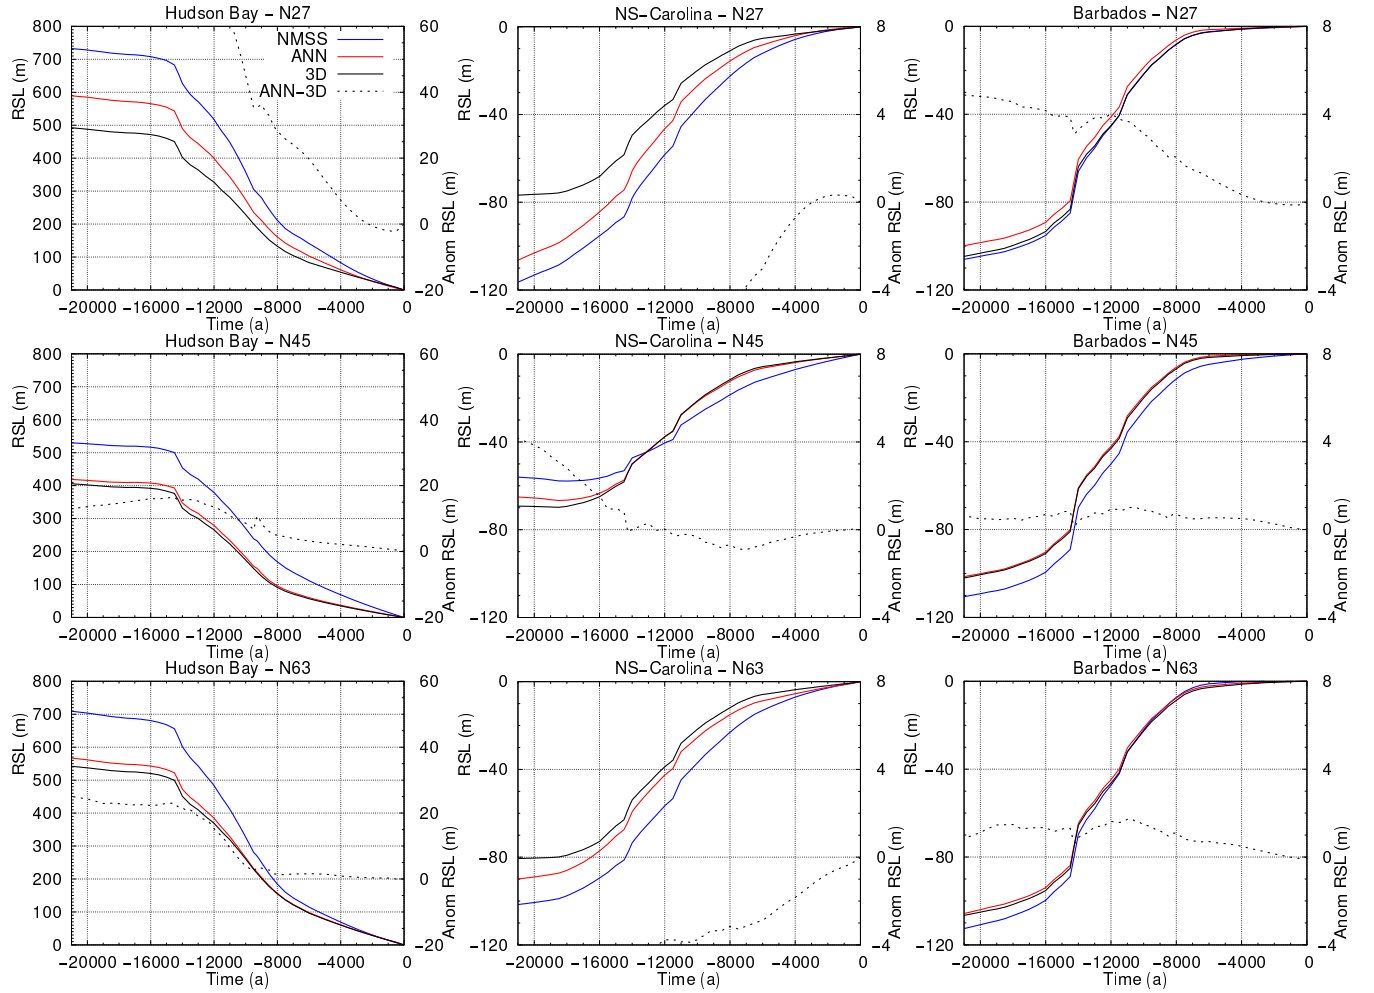 Hudson Bay − N27
NS−Carolina − N27
Barbados − N27
RSL (m)
800
700
600
500
400
300
200
100
0
NMSS
ANN
3D
ANN−3D
60
40
20
0
−20
Anom RSL (m)
−20000 −16000 −12000 −8000 −4000 0
Time (a)
RSL (m)
0
−40
−80
−120
8
4
0
−4
Anom RSL (m)
−20000 −16000 −12000 −8000 −4000 0
Time (a)
RSL (m)
0
−40
−80
−120
8
4
0
−4
Anom RSL (m)
−20000 −16000 −12000 −8000 −4000 0
Time (a)
Hudson Bay − N45
NS−Carolina − N45
Barbados − N45
RSL (m)
800
700
600
500
400
300
200
100
0
60
40
20
0
−20
Anom RSL (m)
−20000 −16000 −12000 −8000 −4000 0
Time (a)
RSL (m)
0
−40
−80
−120
8
4
0
−4
Anom RSL (m)
−20000 −16000 −12000 −8000 −4000 0
Time (a)
RSL (m)
0
−40
−80
−120
8
4
0
−4
Anom RSL (m)
−20000 −16000 −12000 −8000 −4000 0
Time (a)
Hudson Bay − N63
NS−Carolina − N63
Barbados − N63
RSL (m)
800
700
600
500
400
300
200
100
0
60
40
20
0
−20
Anom RSL (m)
−20000 −16000 −12000 −8000 −4000 0
Time (a)
RSL (m)
0
−40
−80
−120
8
4
0
−4
Anom RSL (m)
−20000 −16000 −12000 −8000 −4000 0
Time (a)
RSL (m)
0
−40
−80
−120
8
4
0
−4
Anom RSL (m)
−20000 −16000 −12000 −8000 −4000 0
Time (a)